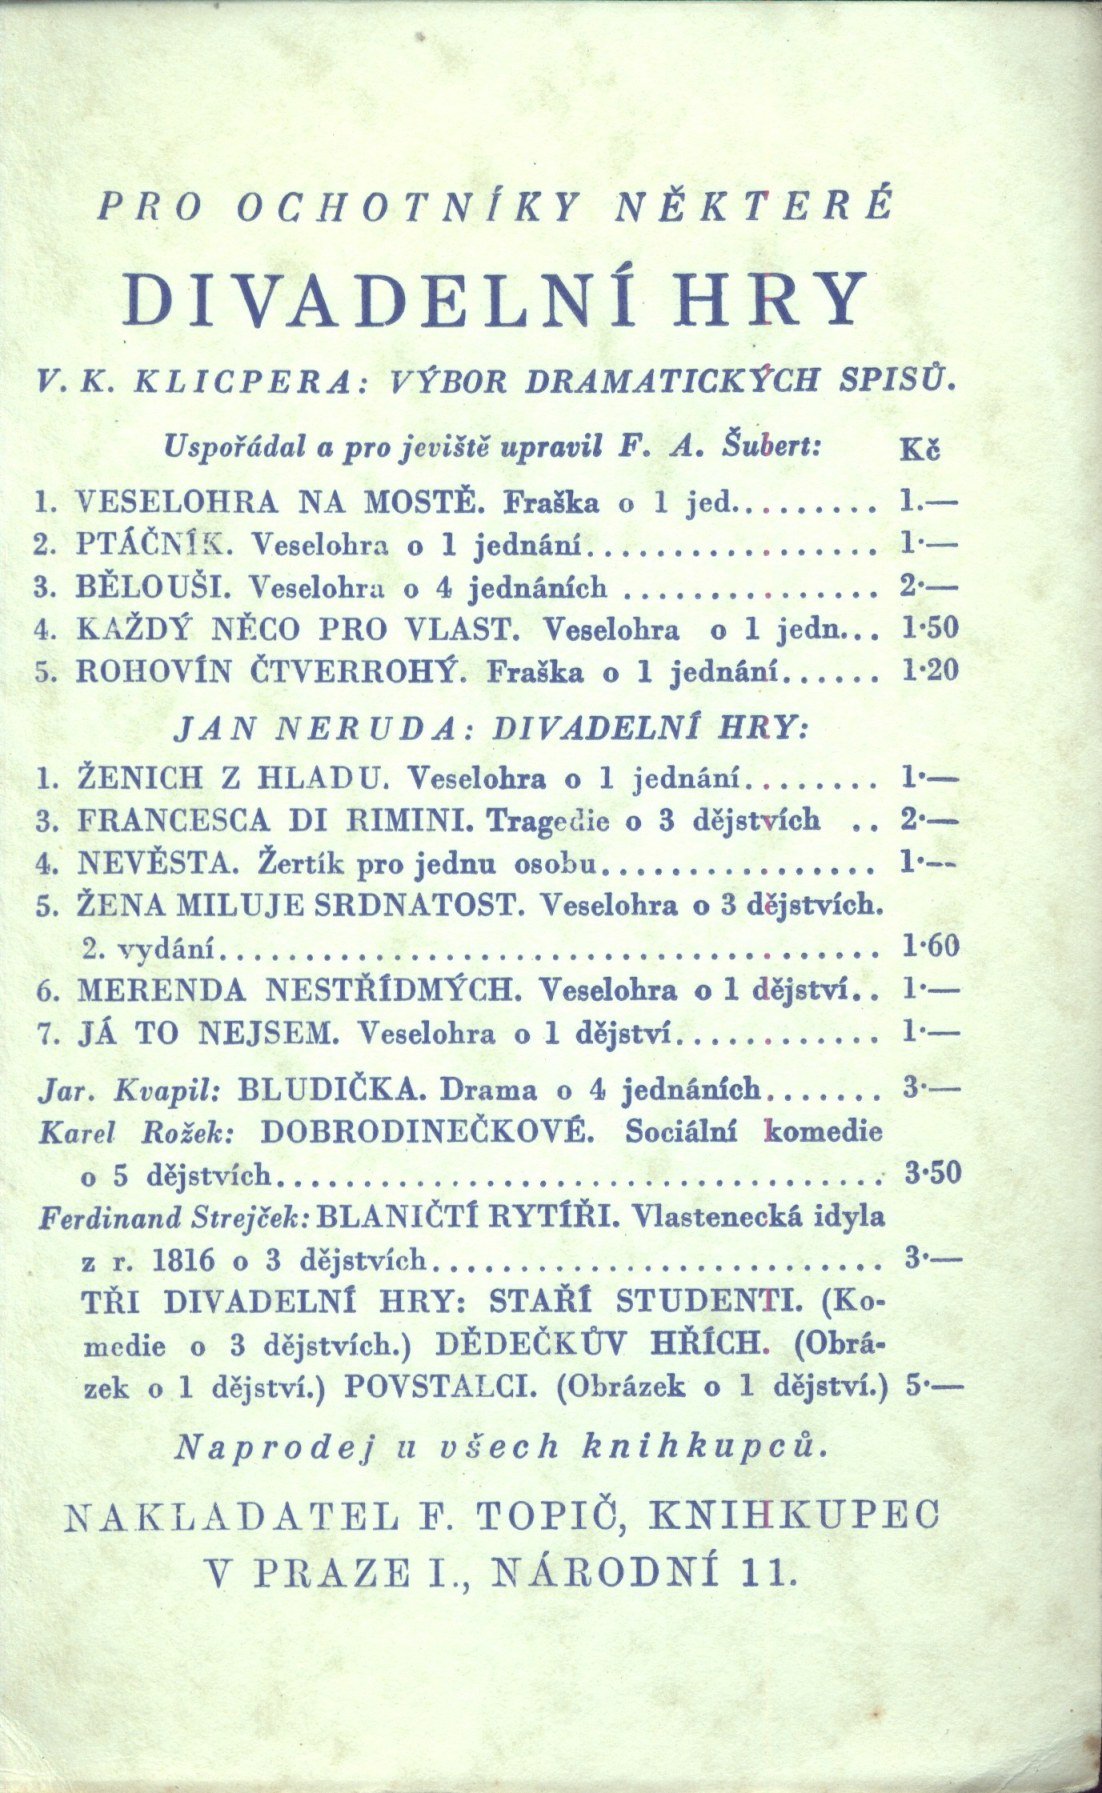 PRO OCHOTNÍKY NĚKTERÉ
DIVADELNÍ HRY
V. K. KLICPERA: VÝBOR DRAMATICKÝCH SPISŮ.
Uspořádal a pro jeviště upravil F. A. Šubert: Kč
1. VESELOHRA NA MOSTĚ. Fraška o 1 jed.......... 1.—
2. PTÁČNÍK. Veselohra o 1 jednání................. 1·—
3. BĚLOUŠI. Veselohra o 4 jednáních ............... 2·—
4. KAŽDÝ NĚCO PRO VLAST. Veselohra o 1 jedn... 1·50
5. ROHOVÍN ČTVERROHÝ. Fraška o 1 jednání...... 1·20
JAN NERUDA: DIVADELNÍ HRY:
1. ŽENICH Z HLADU. Veselohra o 1 jednání........ 1·—
3. FRANCESCA DI RIMINI. Tragedie o 3 dějstvích .. 2·—
4. NEVĚSTA. Žertík pro jednu osobu................ 1·—
5. ŽENA MILUJE SRDNATOST. Veselohra o 3 dějstvích.
2. vydání....................................... 1·60
6. MERENDA NESTŘÍDMÝCH. Veselohra o 1 dějství.. 1·—
7. JÁ TO NEJSEM. Veselohra o 1 dějství............ 1·—
Jar. Kvapil: BLUDIČKA. Drama o 4 jednáních....... 3·—
Karel Rožek: DOBRODINEČKOVÉ. Sociální komedie
o 5 dějstvích.................................... 3·50
Ferdinand Strejček: BLANIČTÍ RYTÍŘI. Vlastenecká idyla
z r. 1816 o 3 dějstvích........................... 3·—
TŘI DIVADELNÍ HRY: STAŘÍ STUDENTI. (Ko-
medie o 3 dějstvích.) DĚDEČKŮV HŘÍCH. (Obrá-
zek o 1 dějství.) POVSTALCI. (Obrázek o 1 dějství.) 5·—
Naprodej u všech knihkupců.
NAKLADATEL F. TOPIČ, KNIHKUPEC
V PRAZE I., NÁRODNÍ 11.